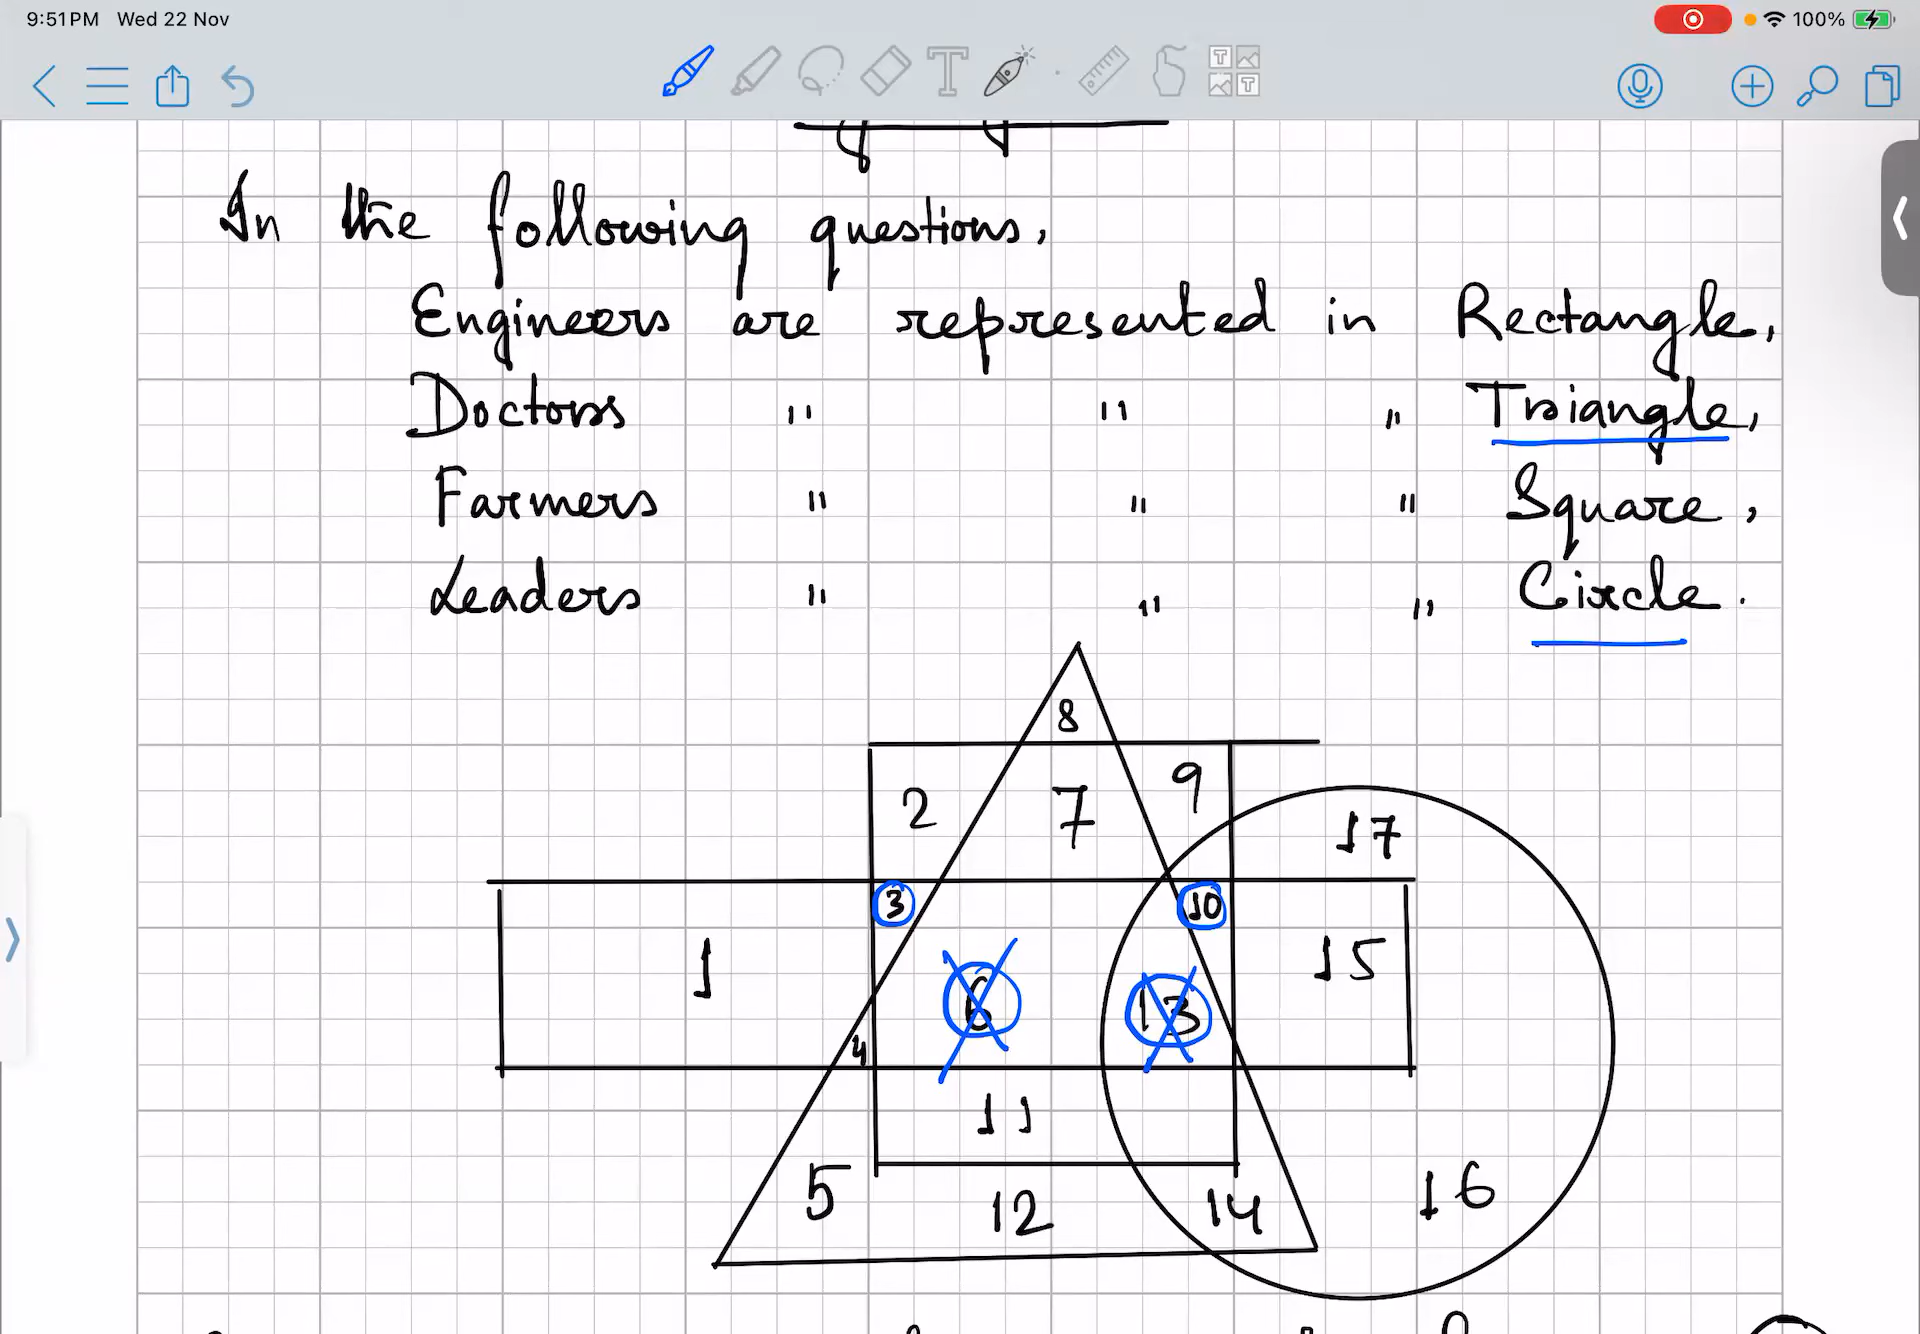 9:51 PM Wed 22 Nov
100%
In the following questions,
Engineers are represented in Rectangle,
Doctors " " " Triangle,
Farmers " " " Square,
Leaders " " " Circle.
8
2 7 9
17
3 10
1 6 13 15
4
11
5 12 14 16